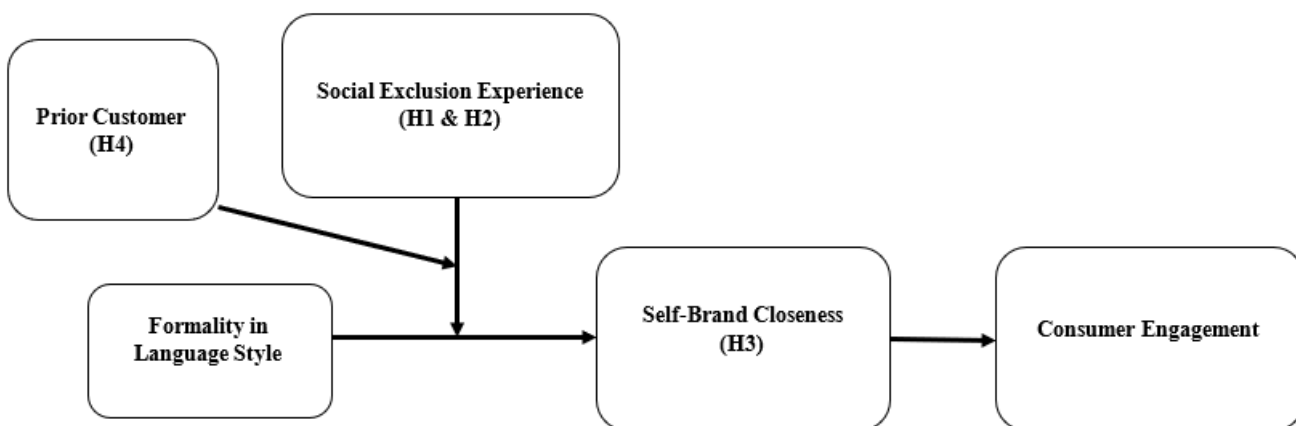 Prior Customer
(H4)
Social Exclusion Experience
(H1 & H2)
Formality in
Language Style
Self-Brand Closeness
(H3)
Consumer Engagement